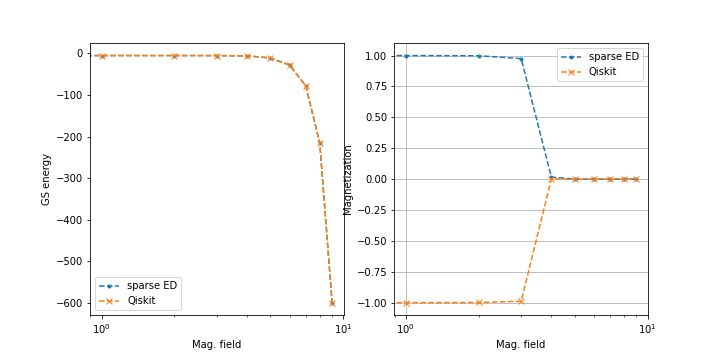 GS energy
0
−100
−200
−300
−400
−500
−600
sparse ED
Qiskit
10⁰
10¹
Mag. field
Magnetization
1.00
0.75
0.50
0.25
0.00
−0.25
−0.50
−0.75
−1.00
sparse ED
Qiskit
10⁰
10¹
Mag. field